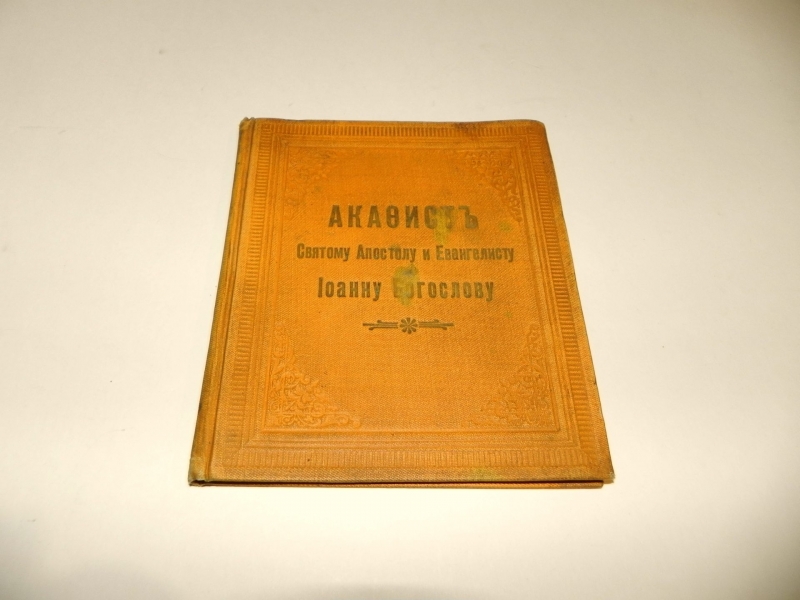 АКАѲИСТЪ
Святому Апостолу и Евангелисту
Іоанну Богослову